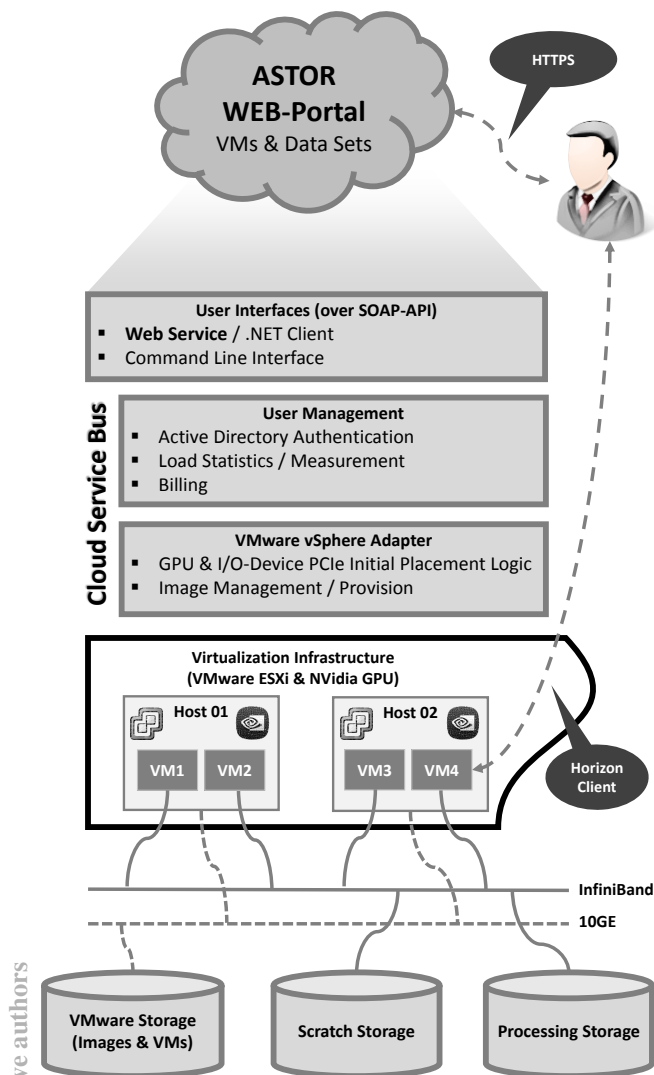 HTTPS
ASTOR
WEB-Portal
VMs & Data Sets
User Interfaces (over SOAP-API)
▪ Web Service / .NET Client
▪ Command Line Interface
Cloud Service Bus
User Management
▪ Active Directory Authentication
▪ Load Statistics / Measurement
▪ Billing
VMware vSphere Adapter
▪ GPU & I/O-Device PCIe Initial Placement Logic
▪ Image Management / Provision
Virtualization Infrastructure
(VMware ESXi & NVidia GPU)
Host 01
Host 02
VM1
VM2
VM3
VM4
Horizon
Client
InfiniBand
10GE
VMware Storage
(Images & VMs)
Scratch Storage
Processing Storage
authors